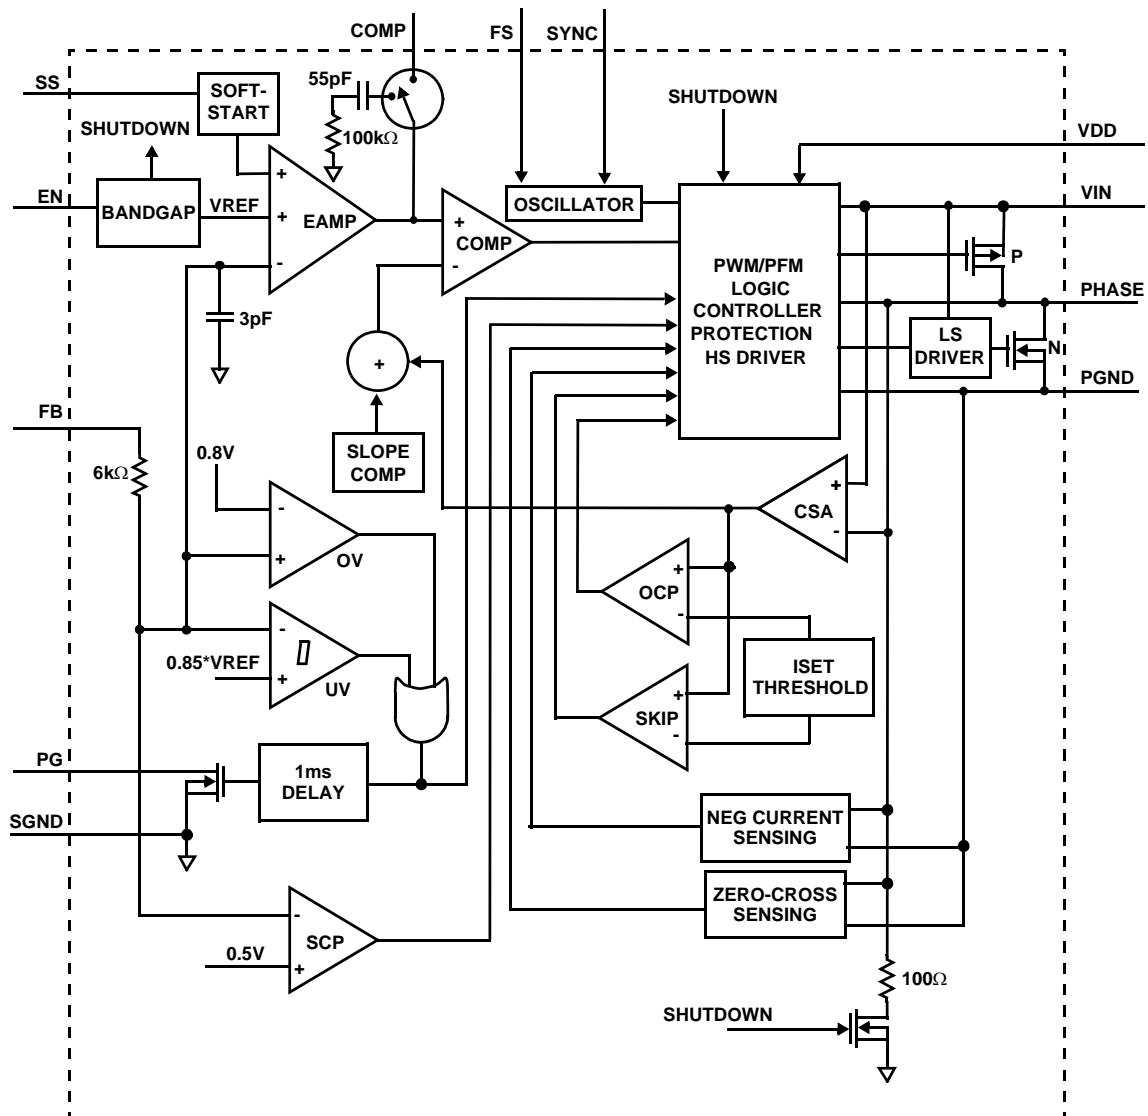 COMP
FS
SYNC
SS
SOFT-
START
55pF
100kΩ
SHUTDOWN
SHUTDOWN
VDD
EN
BANDGAP
VREF
+
+
-
EAMP
+
-
COMP
OSCILLATOR
VIN
P
PWM/PFM
LOGIC
CONTROLLER
PROTECTION
HS DRIVER
PHASE
3pF
LS
DRIVER
N
+
PGND
FB
SLOPE
COMP
0.8V
6kΩ
-
+
OV
+
-
CSA
+
-
OCP
-
+
UV
0.85*VREF
ISET
THRESHOLD
+
-
SKIP
PG
1ms
DELAY
SGND
NEG CURRENT
SENSING
ZERO-CROSS
SENSING
-
+
SCP
0.5V
100Ω
SHUTDOWN